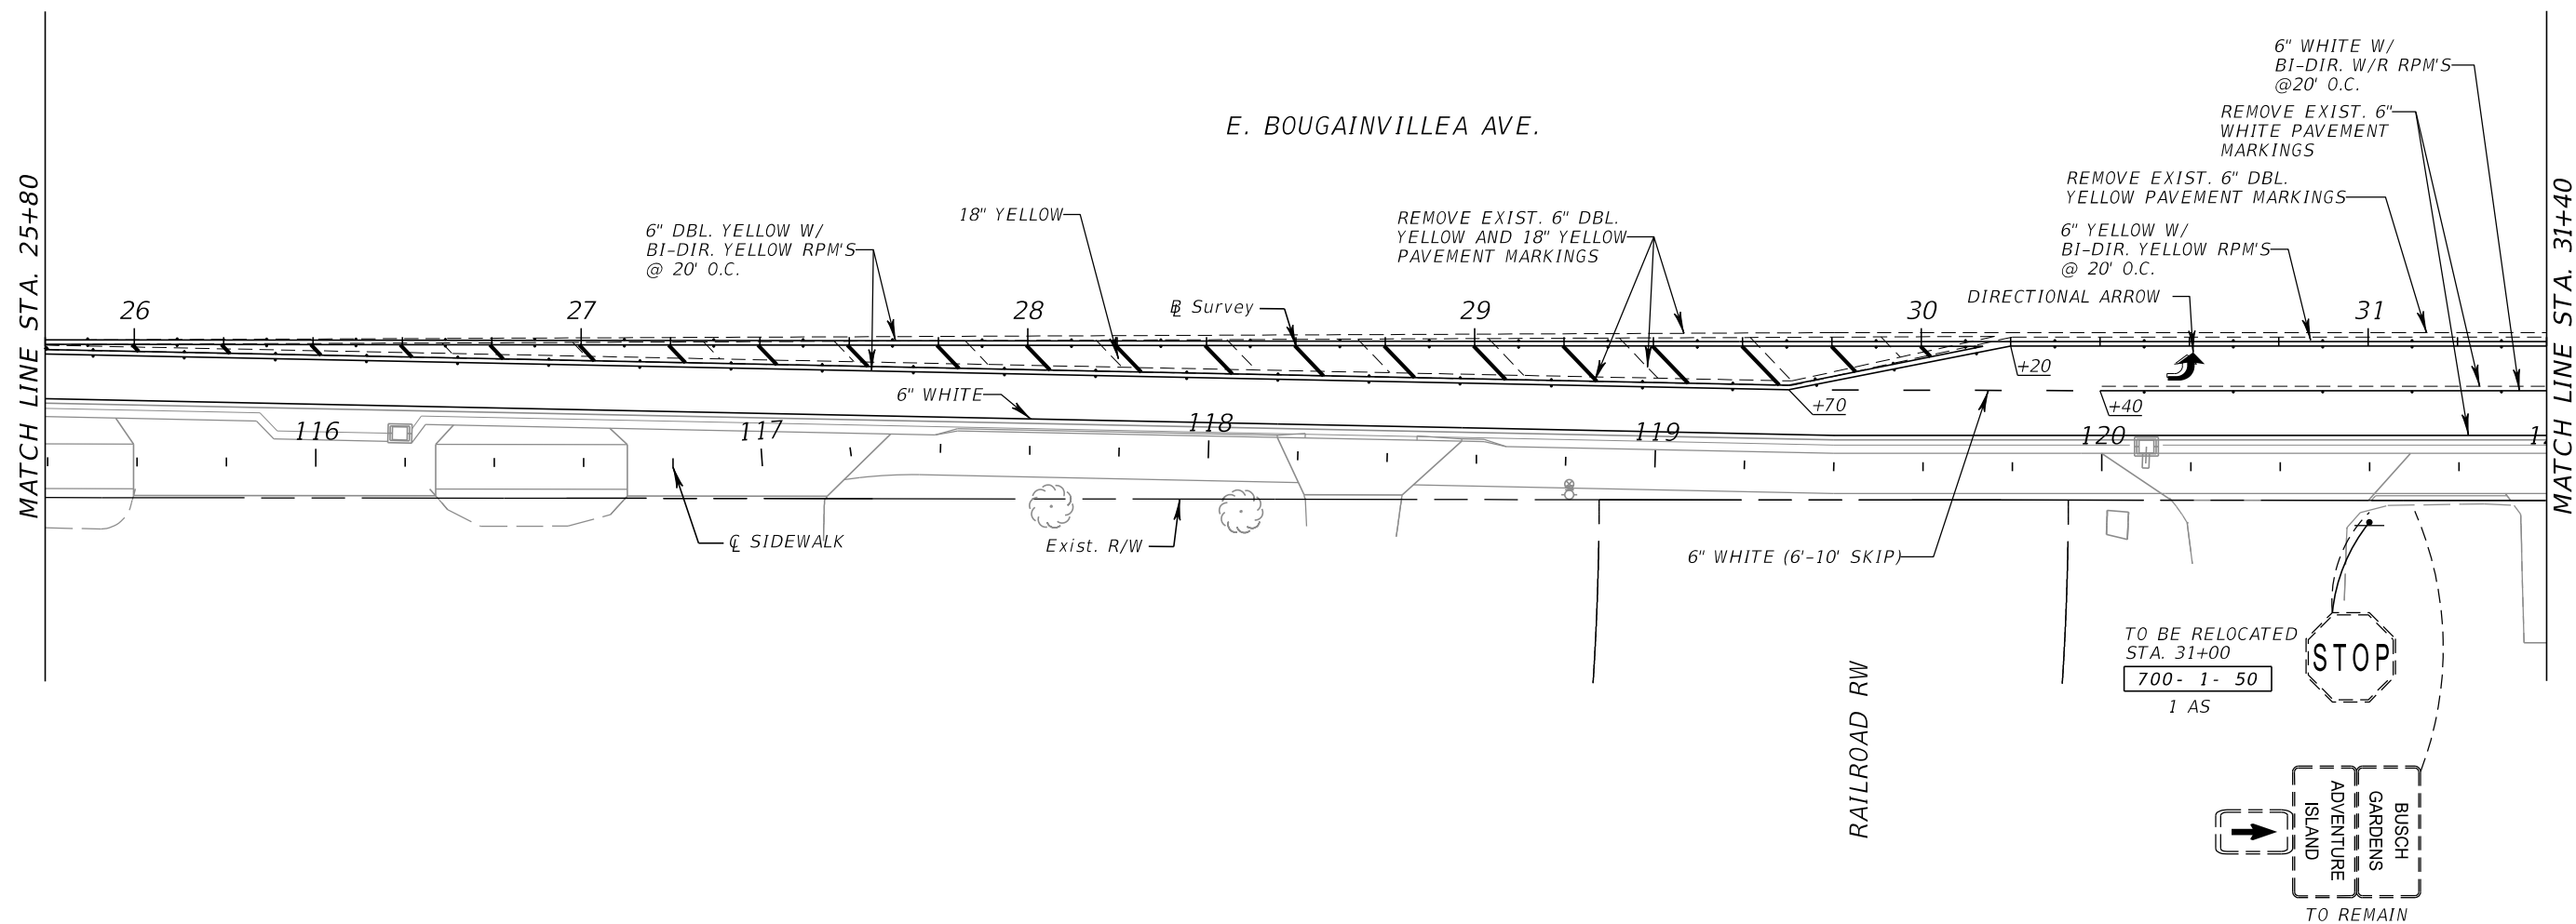 MATCH LINE STA. 25+80
E. BOUGAINVILLEA AVE.
6" WHITE W/
BI-DIR. W/R RPM'S
@20' O.C.
REMOVE EXIST. 6"
WHITE PAVEMENT
MARKINGS
REMOVE EXIST. 6" DBL.
YELLOW PAVEMENT MARKINGS
6" YELLOW W/
BI-DIR. YELLOW RPM'S
@ 20' O.C.
DIRECTIONAL ARROW
6" DBL. YELLOW W/
BI-DIR. YELLOW RPM'S
@ 20' O.C.
18" YELLOW
REMOVE EXIST. 6" DBL.
YELLOW AND 18" YELLOW
PAVEMENT MARKINGS
℄ Survey
26
27
28
29
30
31
+20
+70
+40
6" WHITE
116
117
118
119
120
℄ SIDEWALK
Exist. R/W
6" WHITE (6'-10' SKIP)
RAILROAD RW
TO BE RELOCATED
STA. 31+00
700- 1- 50
1 AS
STOP
BUSCH
GARDENS
ADVENTURE
ISLAND
TO REMAIN
MATCH LINE STA. 31+40